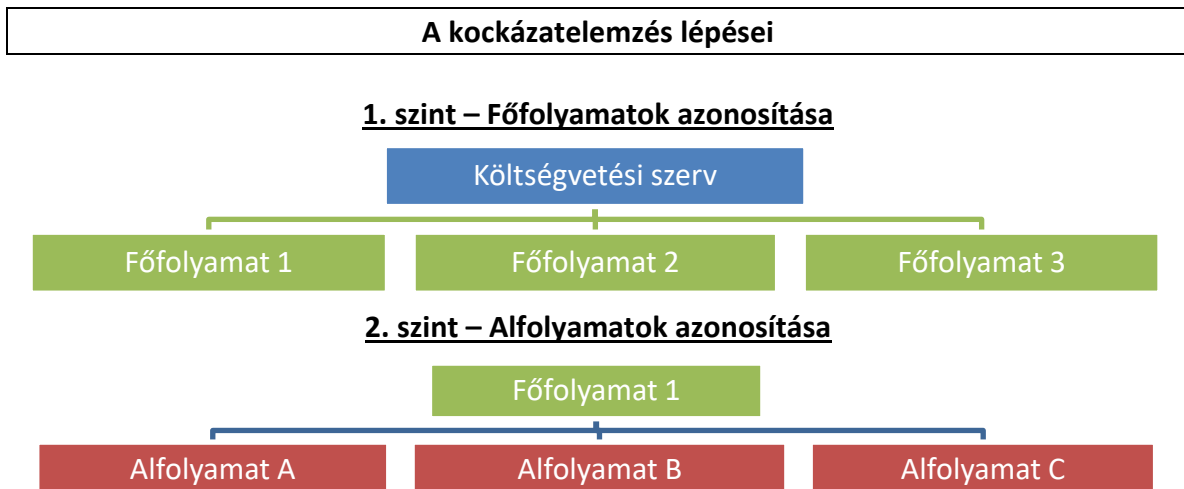 A kockázatelemzés lépései
1. szint – Főfolyamatok azonosítása
Költségvetési szerv
Főfolyamat 1
Főfolyamat 2
Főfolyamat 3
2. szint – Alfolyamatok azonosítása
Főfolyamat 1
Alfolyamat A
Alfolyamat B
Alfolyamat C